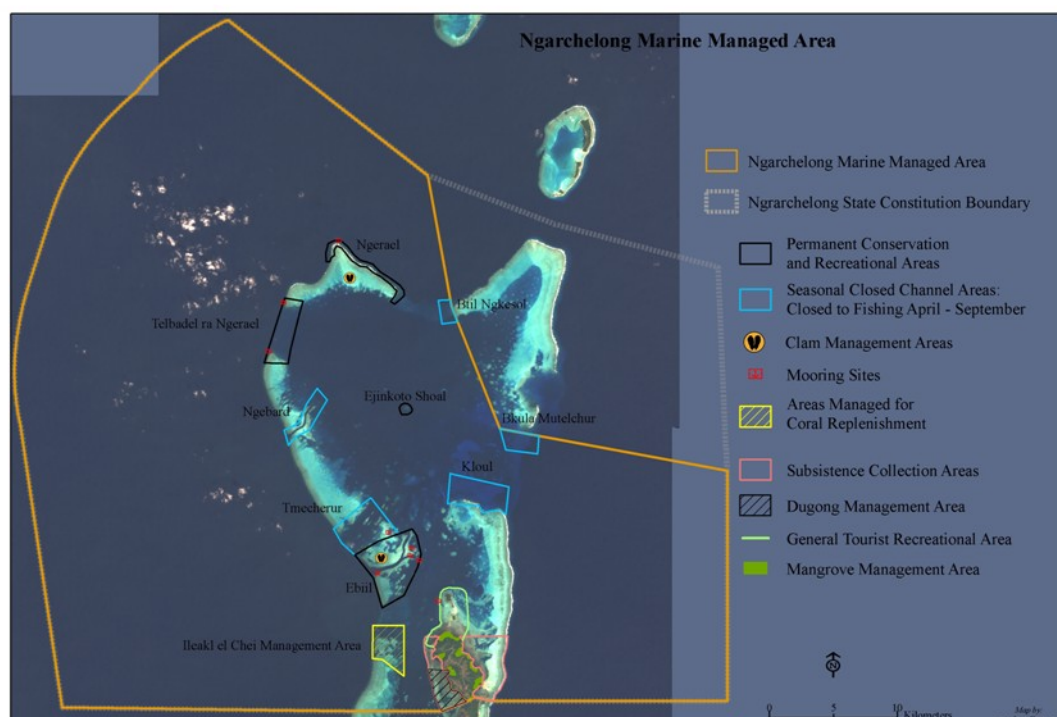 Ngarchelong Marine Managed Area
Ngarchelong Marine Managed Area
Ngrarchelong State Constitution Boundary
Permanent Conservation
and Recreational Areas
Seasonal Closed Channel Areas:
Closed to Fishing April - September
Clam Management Areas
Mooring Sites
Areas Managed for
Coral Replenishment
Subsistence Collection Areas
Dugong Management Area
General Tourist Recreational Area
Mangrove Management Area
Ngerael
Btil Ngkesol
Telbadel ra Ngerael
Ejinkoto Shoal
Ngebard
Bkula Mutelchur
Kloul
Tmecherur
Ebiil
Ileakl el Chei Management Area
N
0 5 10
Kilometers
Map by: